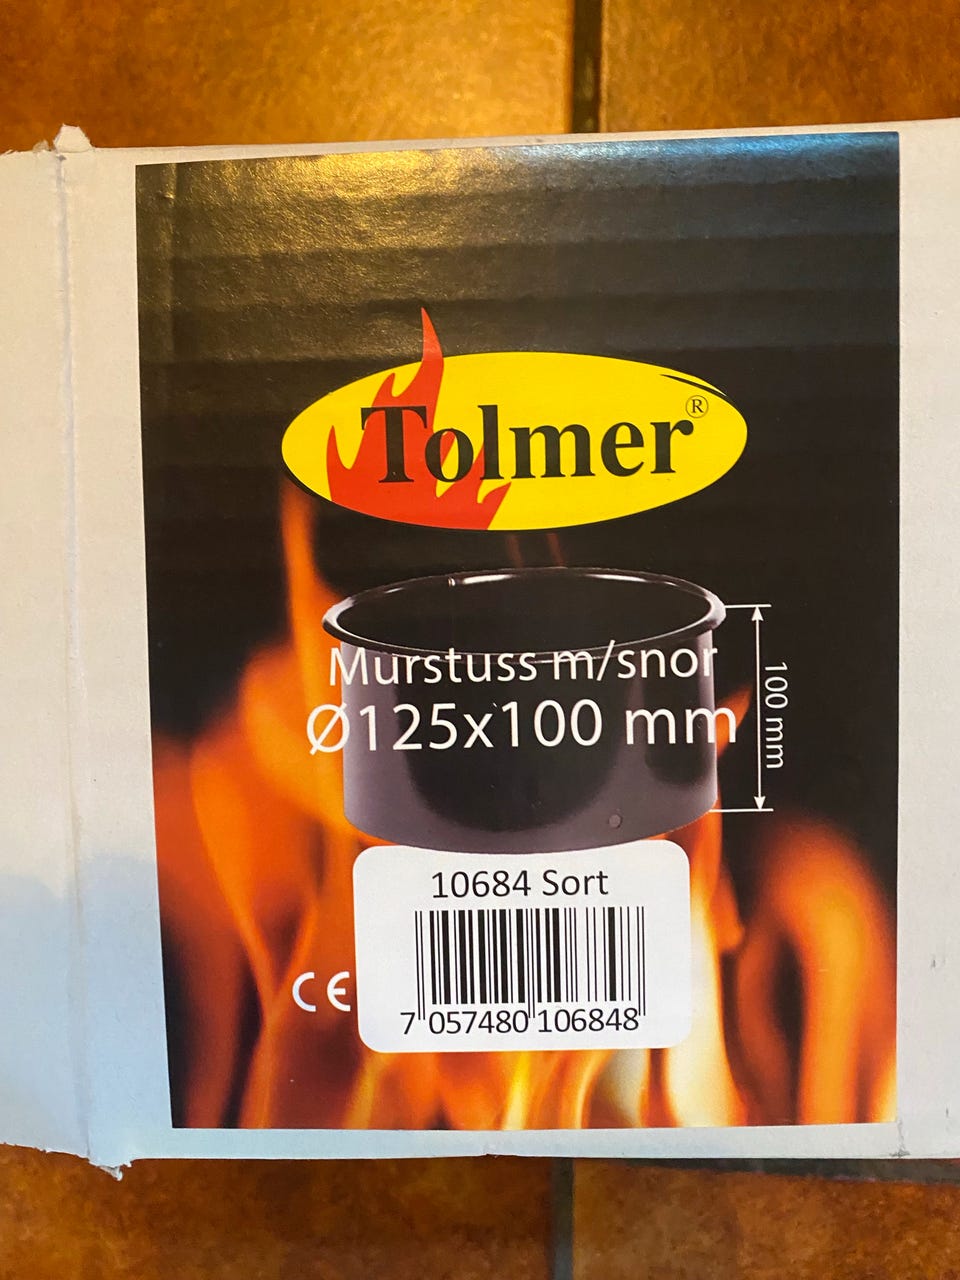 Tolmer®
Murstuss m/snor
Ø125x100 mm
100 mm
10684 Sort
CE
7 057480 106848